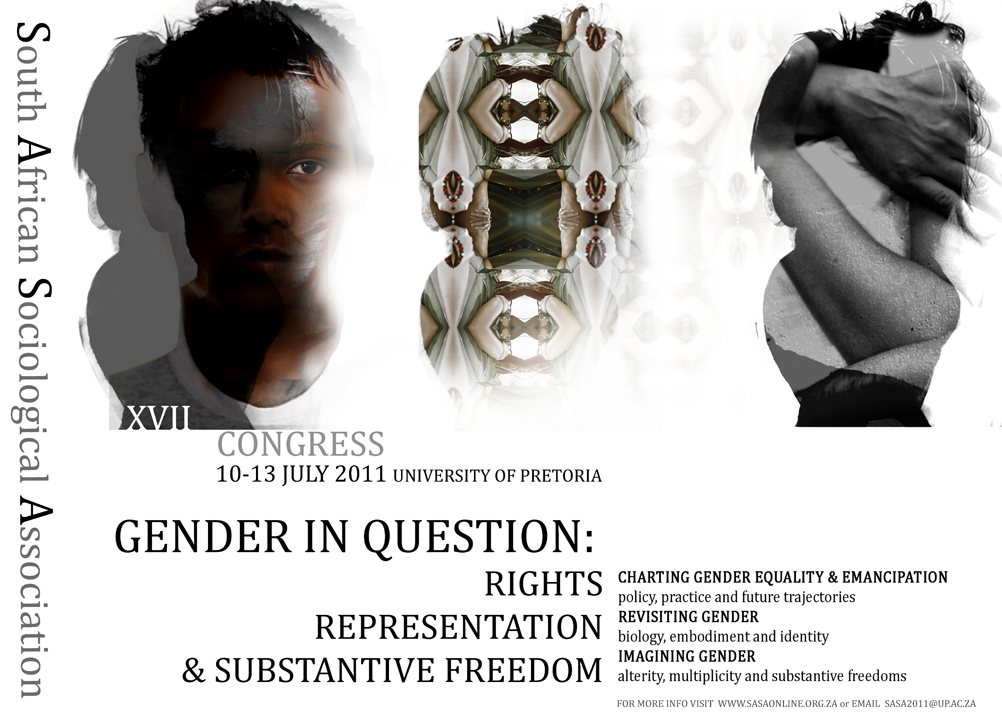 South African Sociological Association
XVII
CONGRESS
10-13 JULY 2011 UNIVERSITY OF PRETORIA
GENDER IN QUESTION:
RIGHTS
REPRESENTATION
& SUBSTANTIVE FREEDOM
CHARTING GENDER EQUALITY & EMANCIPATION
policy, practice and future trajectories
REVISITING GENDER
biology, embodiment and identity
IMAGINING GENDER
alterity, multiplicity and substantive freedoms
FOR MORE INFO VISIT WWW.SASAONLINE.ORG.ZA or EMAIL SASA2011@UP.AC.ZA